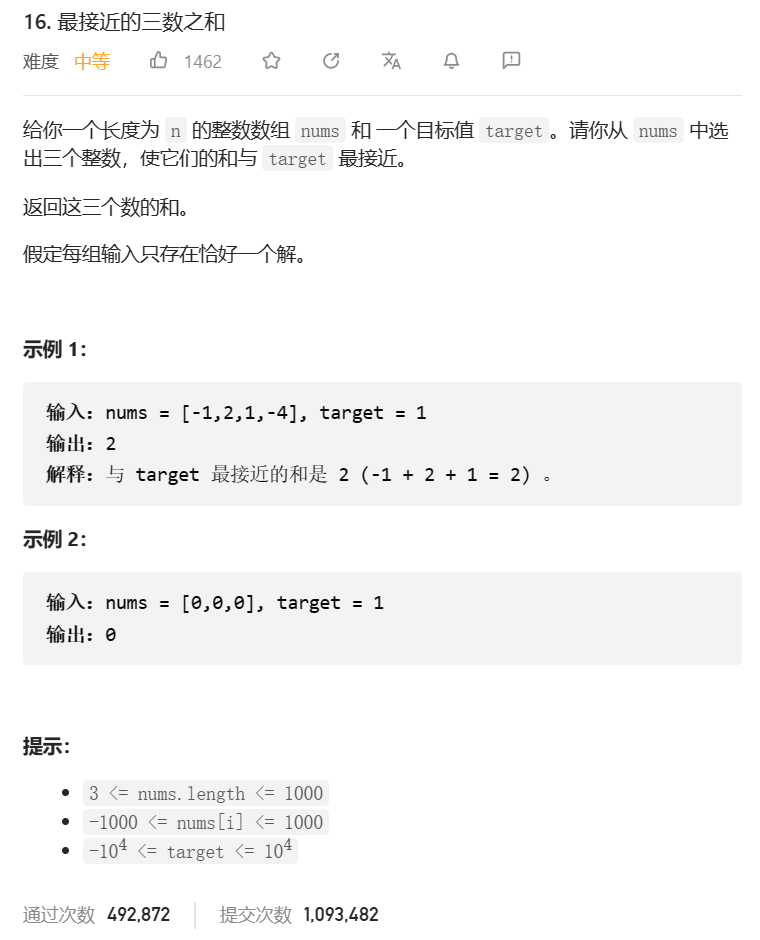 16. 最接近的三数之和
难度 中等 1462
给你一个长度为 n 的整数数组 nums 和 一个目标值 target。请你从 nums 中选
出三个整数，使它们的和与 target 最接近。
返回这三个数的和。
假定每组输入只存在恰好一个解。
示例 1：
输入：nums = [-1,2,1,-4], target = 1
输出：2
解释：与 target 最接近的和是 2 (-1 + 2 + 1 = 2) 。
示例 2：
输入：nums = [0,0,0], target = 1
输出：0
提示：
3 <= nums.length <= 1000
-1000 <= nums[i] <= 1000
-10⁴ <= target <= 10⁴
通过次数 492,872 提交次数 1,093,482